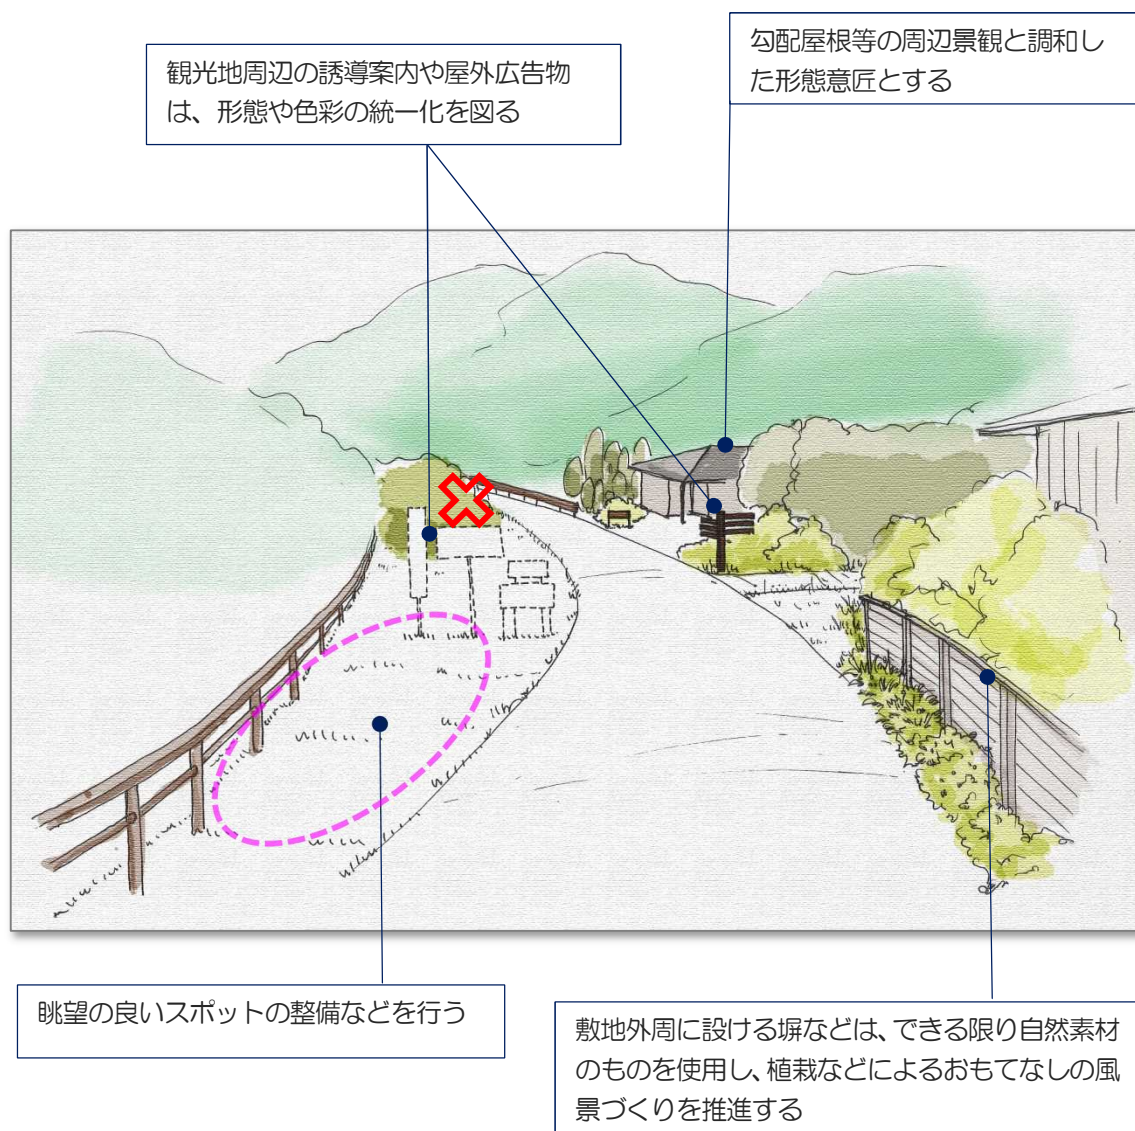 勾配屋根等の周辺景観と調和し
た形態意匠とする
観光地周辺の誘導案内や屋外広告物
は、形態や色彩の統一化を図る
眺望の良いスポットの整備などを行う
敷地外周に設ける塀などは、できる限り自然素材
のものを使用し、植栽などによるおもてなしの風
景づくりを推進する